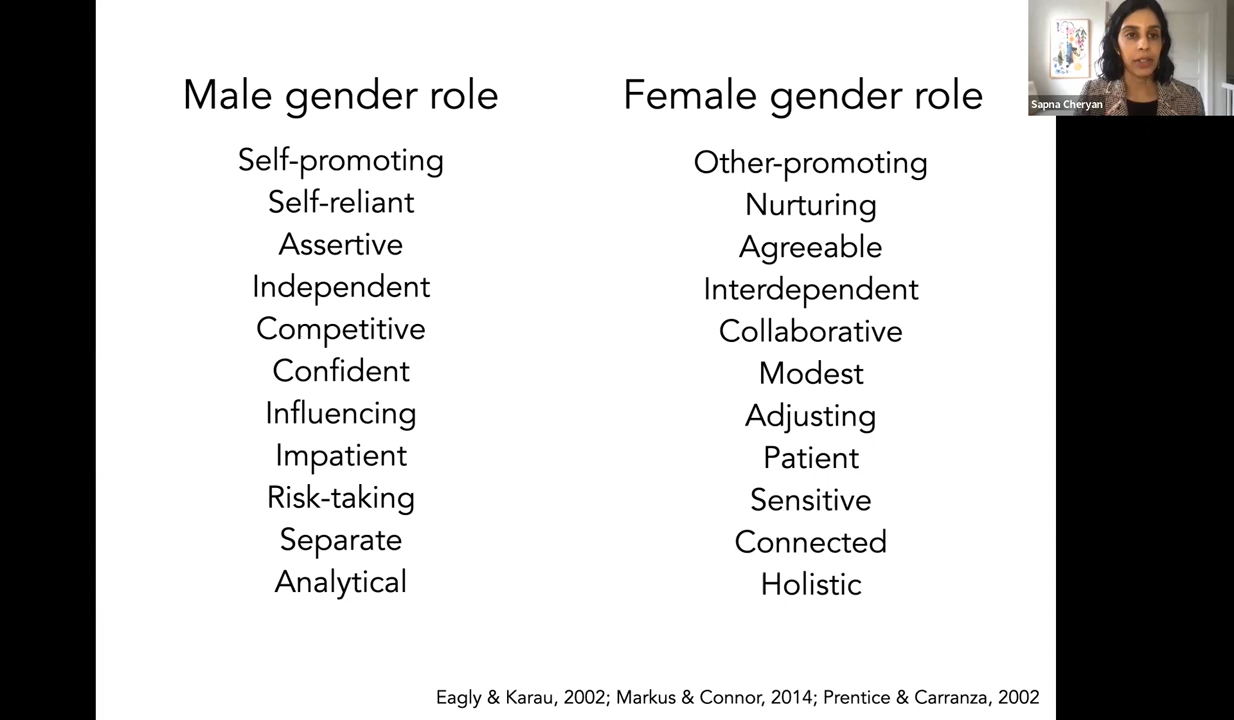 Male gender role
Self-promoting
Self-reliant
Assertive
Independent
Competitive
Confident
Influencing
Impatient
Risk-taking
Separate
Analytical
Female gender role
Other-promoting
Nurturing
Agreeable
Interdependent
Collaborative
Modest
Adjusting
Patient
Sensitive
Connected
Holistic
Eagly & Karau, 2002; Markus & Connor, 2014; Prentice & Carranza, 2002
Sapna Cheryan